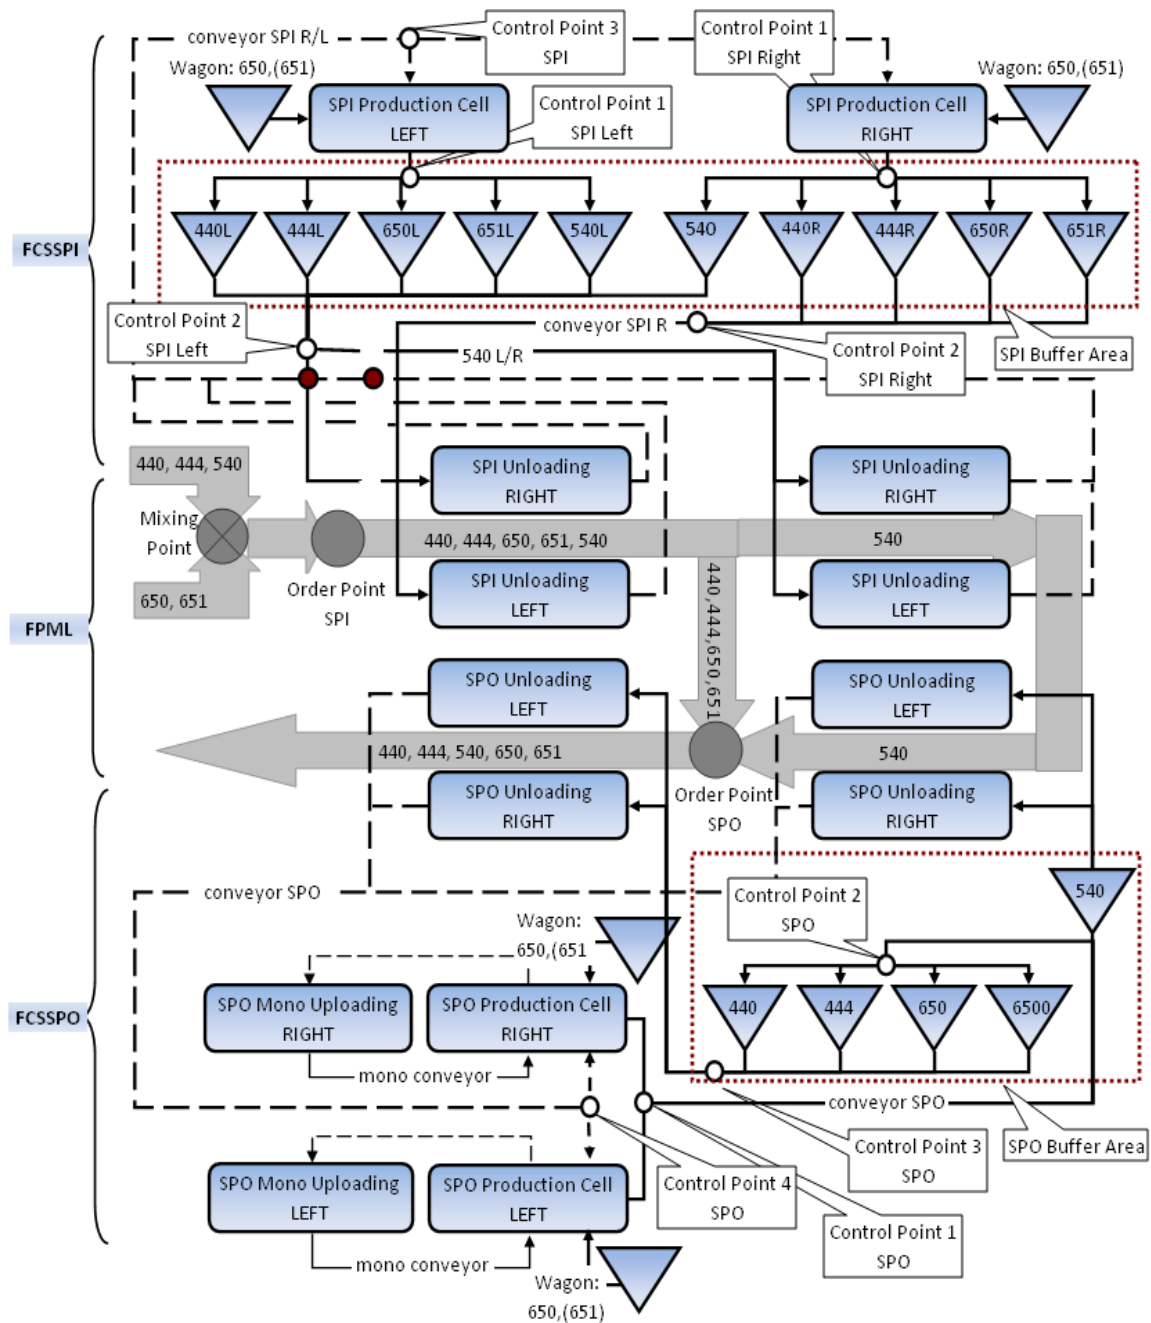 conveyor SPI R/L
Control Point 3
SPI
Control Point 1
SPI Right
Wagon: 650,(651)
Wagon: 650,(651)
SPI Production Cell
LEFT
Control Point 1
SPI Left
SPI Production Cell
RIGHT
440L
444L
650L
651L
540L
540
440R
444R
650R
651R
FCSSPI
Control Point 2
SPI Left
conveyor SPI R
540 L/R
Control Point 2
SPI Right
SPI Buffer Area
440, 444, 540
SPI Unloading
RIGHT
SPI Unloading
RIGHT
Mixing
Point
440, 444, 650, 651, 540
540
650, 651
Order Point
SPI
SPI Unloading
LEFT
SPI Unloading
LEFT
440,444,650,651
FPML
SPO Unloading
LEFT
SPO Unloading
LEFT
440, 444, 540, 650, 651
540
SPO Unloading
RIGHT
Order Point
SPO
SPO Unloading
RIGHT
conveyor SPO
Control Point 2
SPO
540
Wagon:
650,(651
SPO Mono Uploading
RIGHT
SPO Production Cell
RIGHT
440
444
650
6500
FCSSPO
mono conveyor
conveyor SPO
Control Point 3
SPO
SPO Buffer Area
SPO Mono Uploading
LEFT
SPO Production Cell
LEFT
Control Point 4
SPO
Control Point 1
SPO
mono conveyor
Wagon:
650,(651)